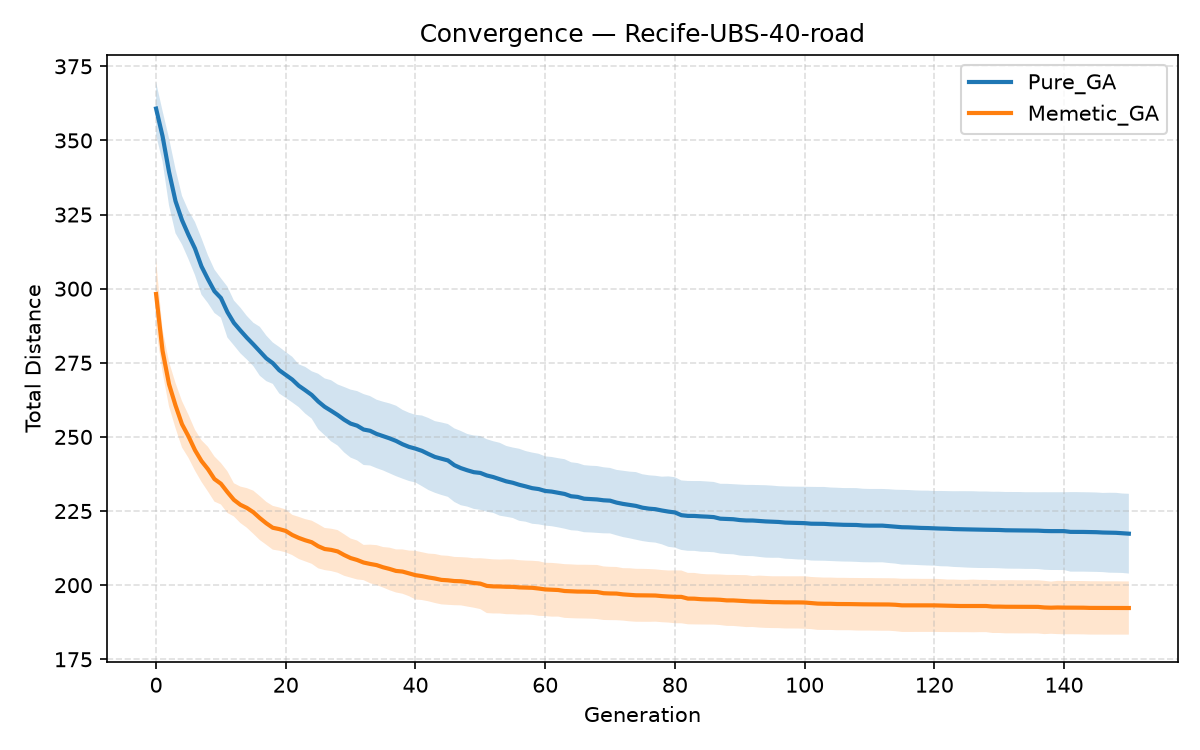 Convergence — Recife-UBS-40-road
Pure_GA
Memetic_GA
Total Distance
375
350
325
300
275
250
225
200
175
0 20 40 60 80 100 120 140
Generation